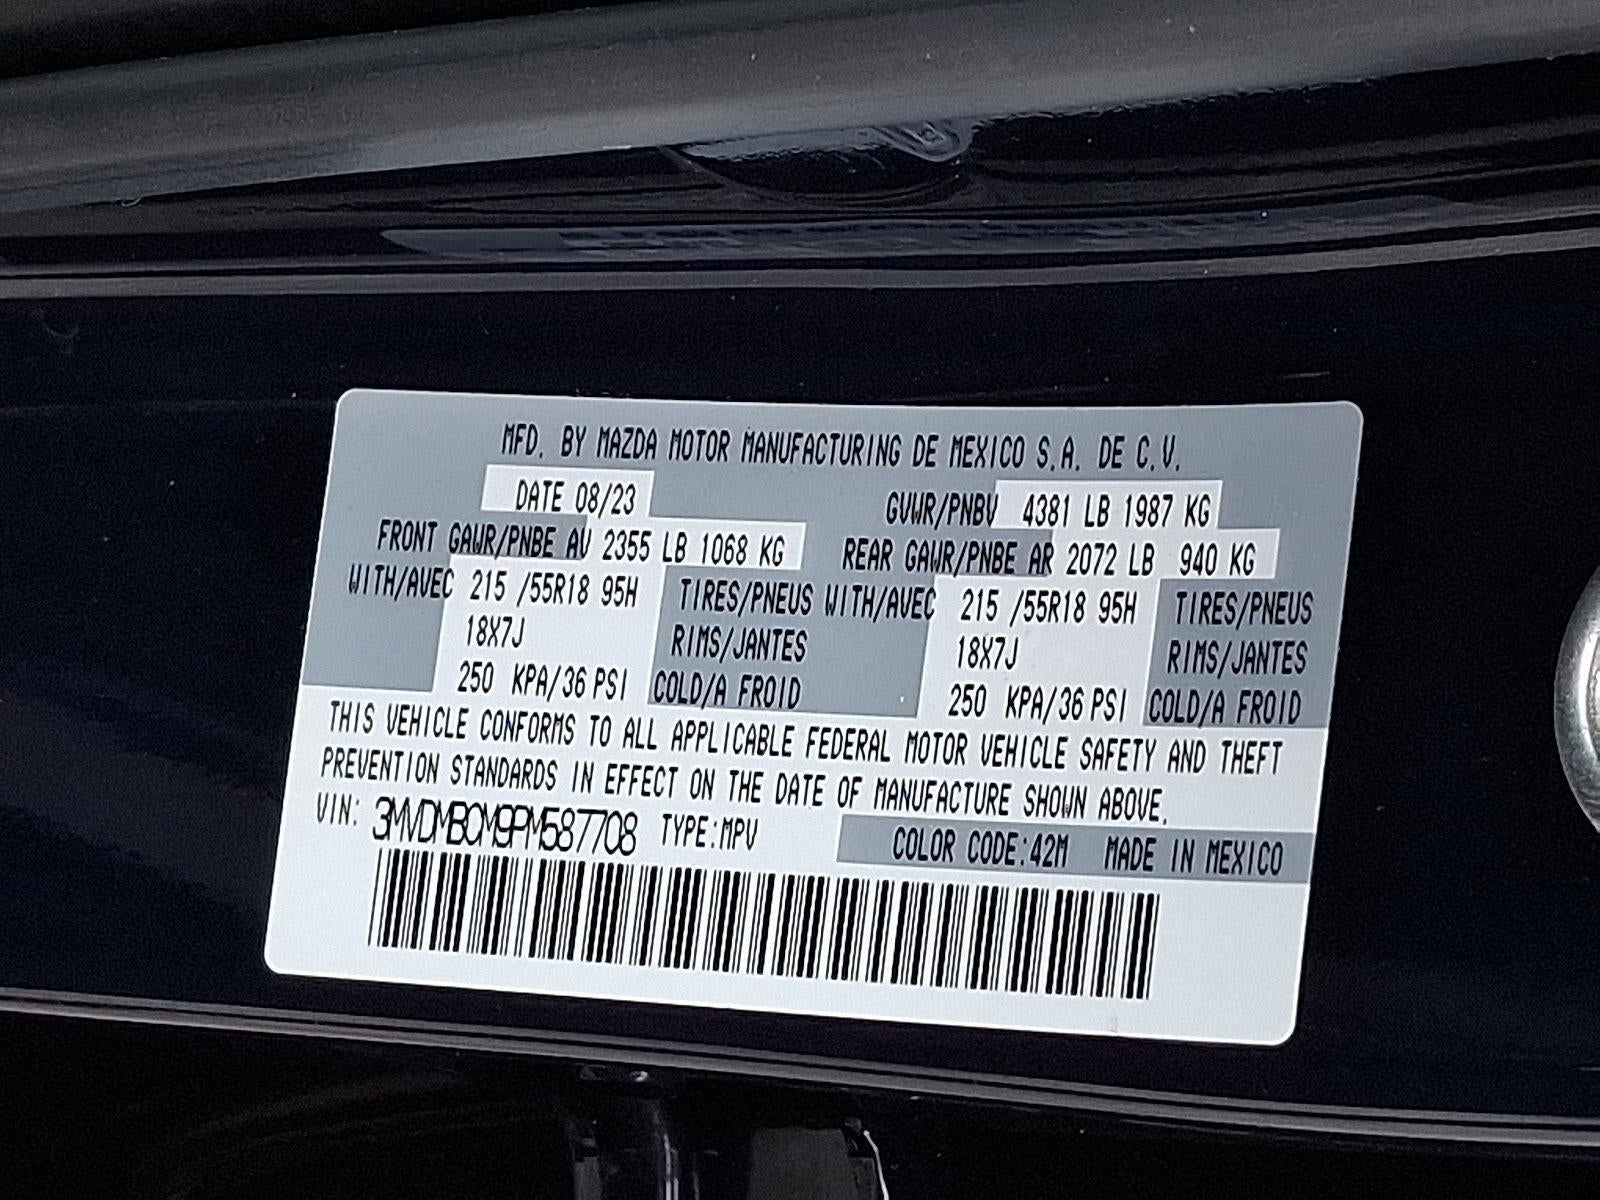 MFD. BY MAZDA MOTOR MANUFACTURING DE MEXICO S.A. DE C.V.
DATE 08/23 GVWR/PNBV 4381 LB 1987 KG
FRONT GAWR/PNBE AV 2355 LB 1068 KG REAR GAWR/PNBE AR 2072 LB 940 KG
WITH/AVEC 215 /55R18 95H TIRES/PNEUS WITH/AVEC 215 /55R18 95H TIRES/PNEUS
18X7J RIMS/JANTES 18X7J RIMS/JANTES
250 KPA/36 PSI COLD/A FROID 250 KPA/36 PSI COLD/A FROID
THIS VEHICLE CONFORMS TO ALL APPLICABLE FEDERAL MOTOR VEHICLE SAFETY AND THEFT
PREVENTION STANDARDS IN EFFECT ON THE DATE OF MANUFACTURE SHOWN ABOVE.
VIN: 3MVDMBCM9PM587708 TYPE:MPV COLOR CODE:42M MADE IN MEXICO